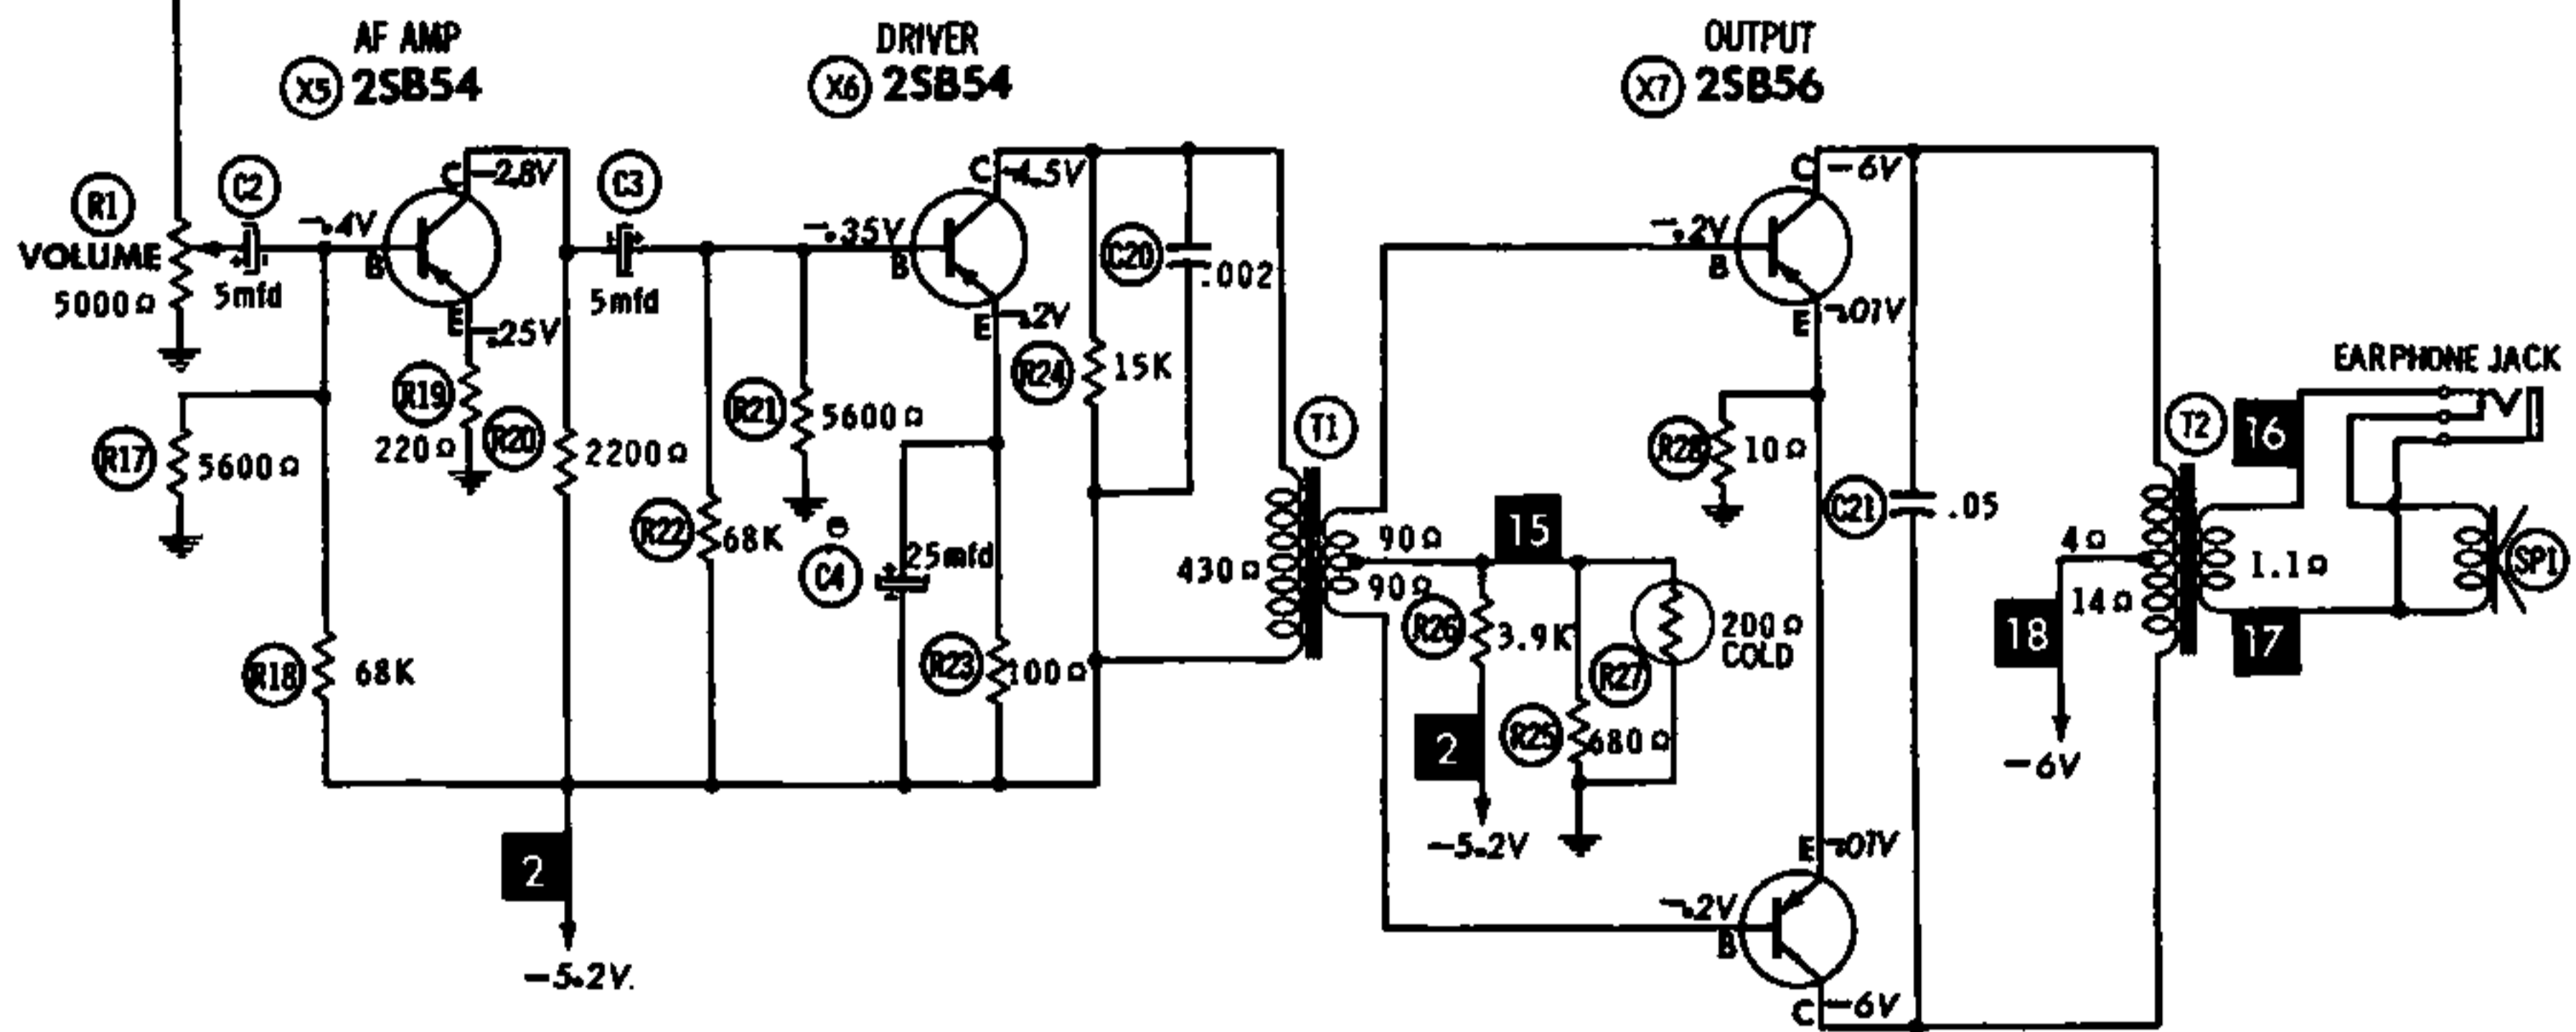 AF AMP
X5 2SB54
DRIVER
X6 2SB54
OUTPUT
X7 2SB56
R1
VOLUME
5000Ω
C2
5mfd
-.4V
B
C
-2.8V
E
-.25V
R17
5600Ω
R18
68K
R19
220Ω
R20
2200Ω
2
-5.2V.
C3
5mfd
R22
68K
R21
5600Ω
-.35V
B
C
-4.5V
E
-.2V
C4
25mfd
R23
100Ω
R24
15K
C20
.002
T1
430Ω
90Ω
90Ω
15
R26
3.9K
2
-5.2V
R25
680Ω
R27
200Ω
COLD
-.2V
B
C
-6V
E
-.01V
R28
10Ω
C21
.05
E
-.01V
-.2V
B
C
-6V
T2
4Ω
14Ω
18
-6V
1.1Ω
16
17
EARPHONE JACK
SP1